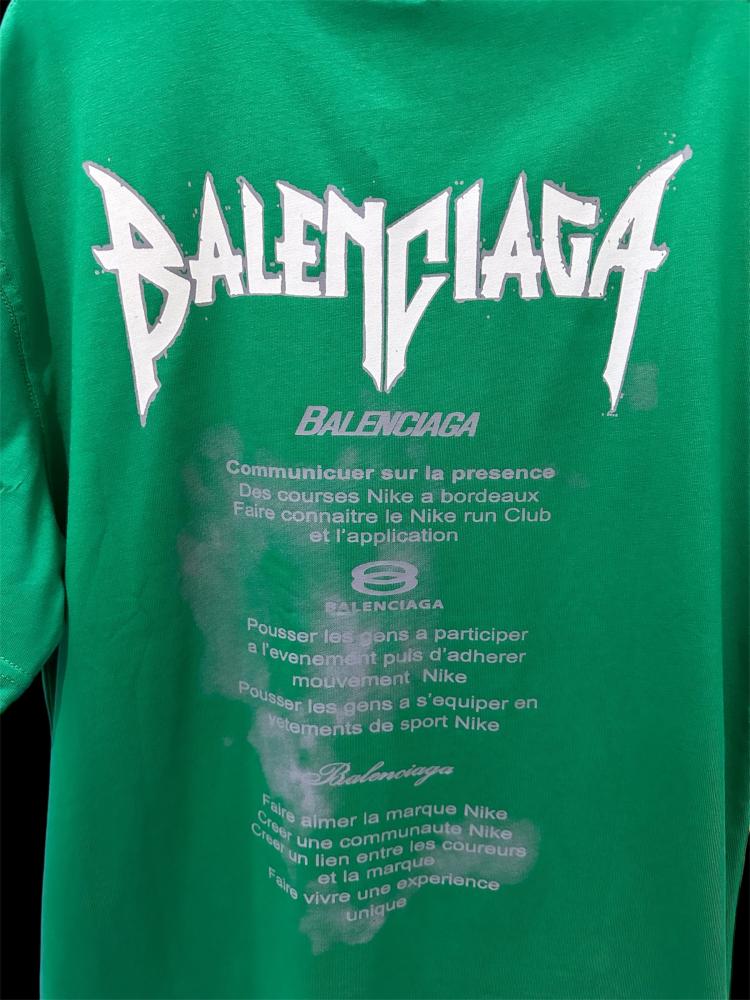 BALENCIAGA
BALENCIAGA
Communicuer sur la presence
Des courses Nike a bordeaux
Faire connaitre le Nike run Club
et l'application
BALENCIAGA
Pousser les gens a participer
a l'evenement puis d'adherer
mouvement Nike
Pousser les gens a s'equiper en
vetements de sport Nike
Balenciaga
Faire aimer la marque Nike
Creer une communaute Nike
Creer un lien entre les coureurs
et la marque
Faire vivre une experience
unique